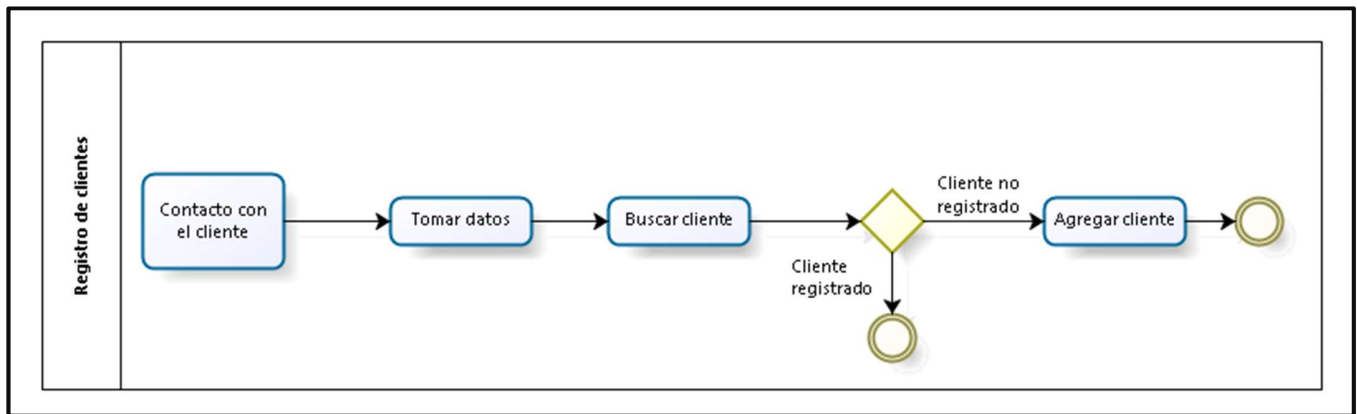 Registro de clientes
Contacto con
el cliente
Tomar datos
Buscar cliente
Cliente no
registrado
Cliente
registrado
Agregar cliente